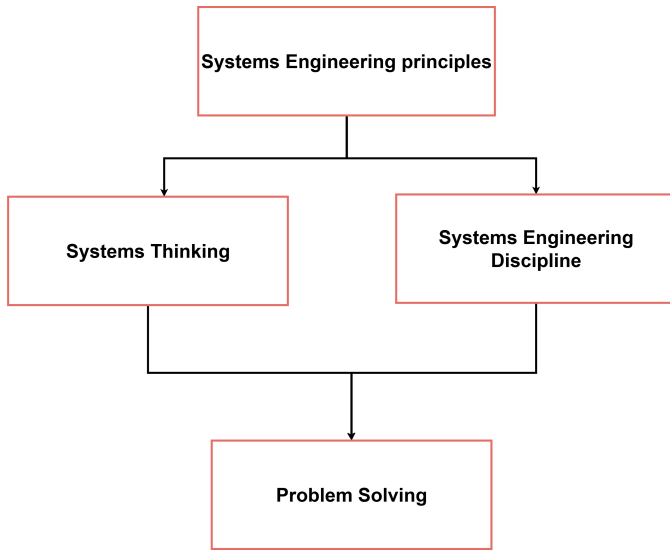 Systems Engineering principles
Systems Thinking
Systems Engineering
Discipline
Problem Solving